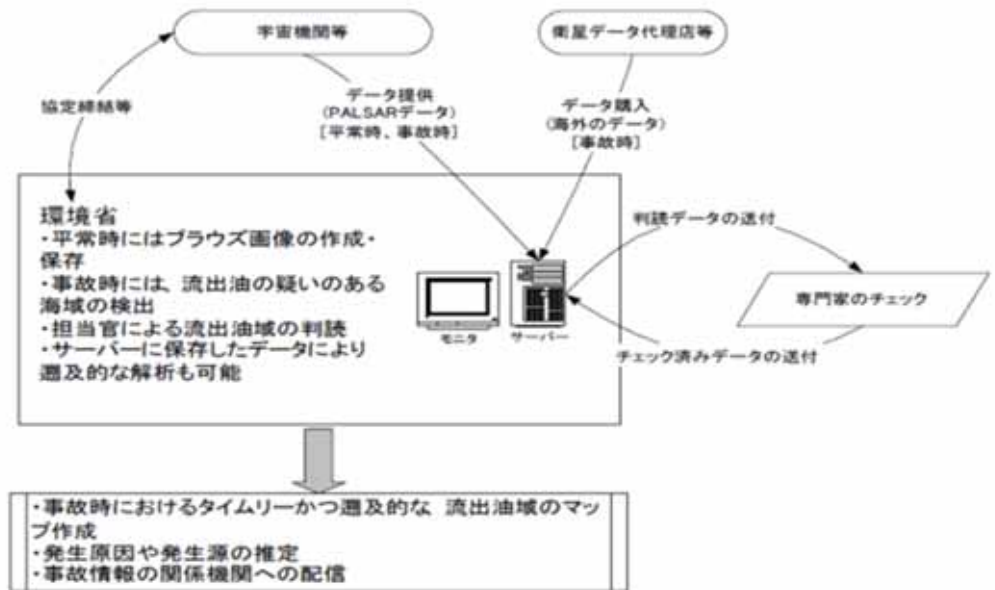 宇宙機関等
衛星データ代理店等
協定締結等
データ提供
(PALSARデータ)
[平常時、事故時]
データ購入
(海外のデータ)
[事故時]
環境省
・平常時にはブラウズ画像の作成・
保存
・事故時には、流出油の疑いのある
海域の検出
・担当官による流出油域の判読
・サーバーに保存したデータにより
遡及的な解析も可能
モニタ
サーバー
判読データの送付
専門家のチェック
チェック済みデータの送付
・事故時におけるタイムリーかつ遡及的な 流出油域のマッ
プ作成
・発生原因や発生源の推定
・事故情報の関係機関への配信